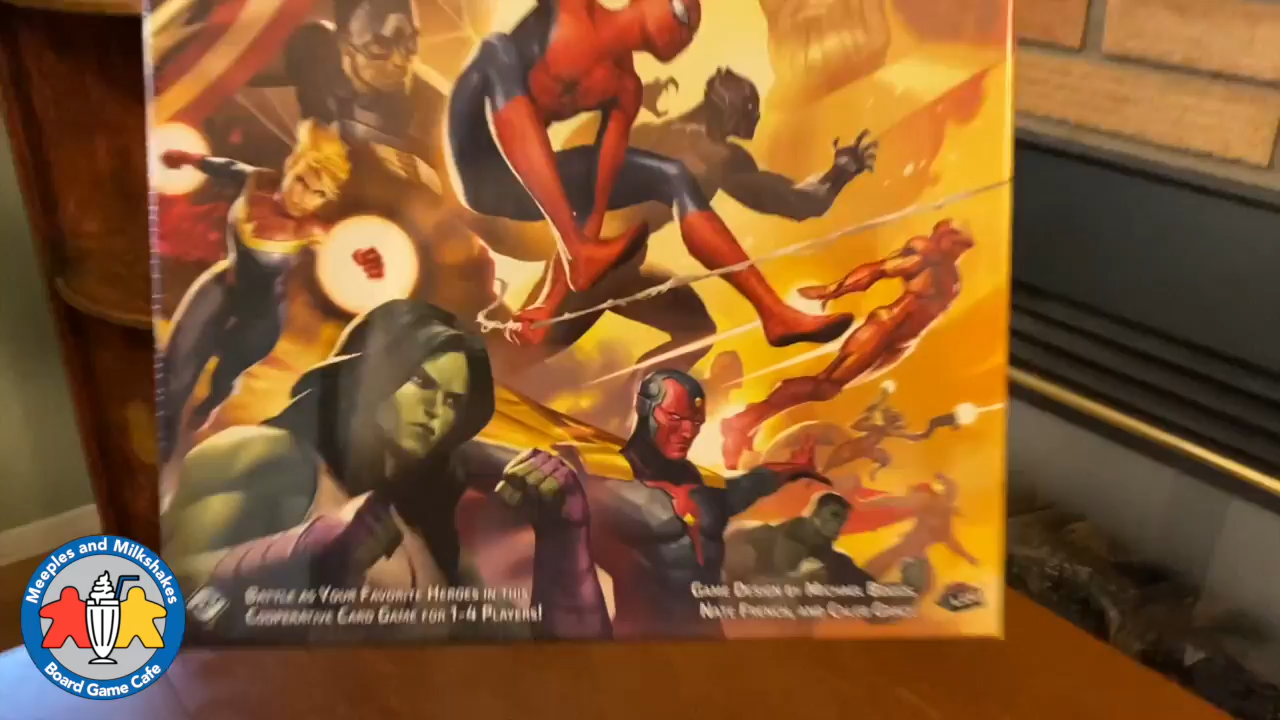 BATTLE AS YOUR FAVORITE HEROES IN THIS
COOPERATIVE CARD GAME FOR 1-4 PLAYERS!
GAME DESIGN BY MICHAEL BOGGS,
NATE FRENCH, AND CALEB GRACE
Meeples and Milkshakes
Board Game Cafe